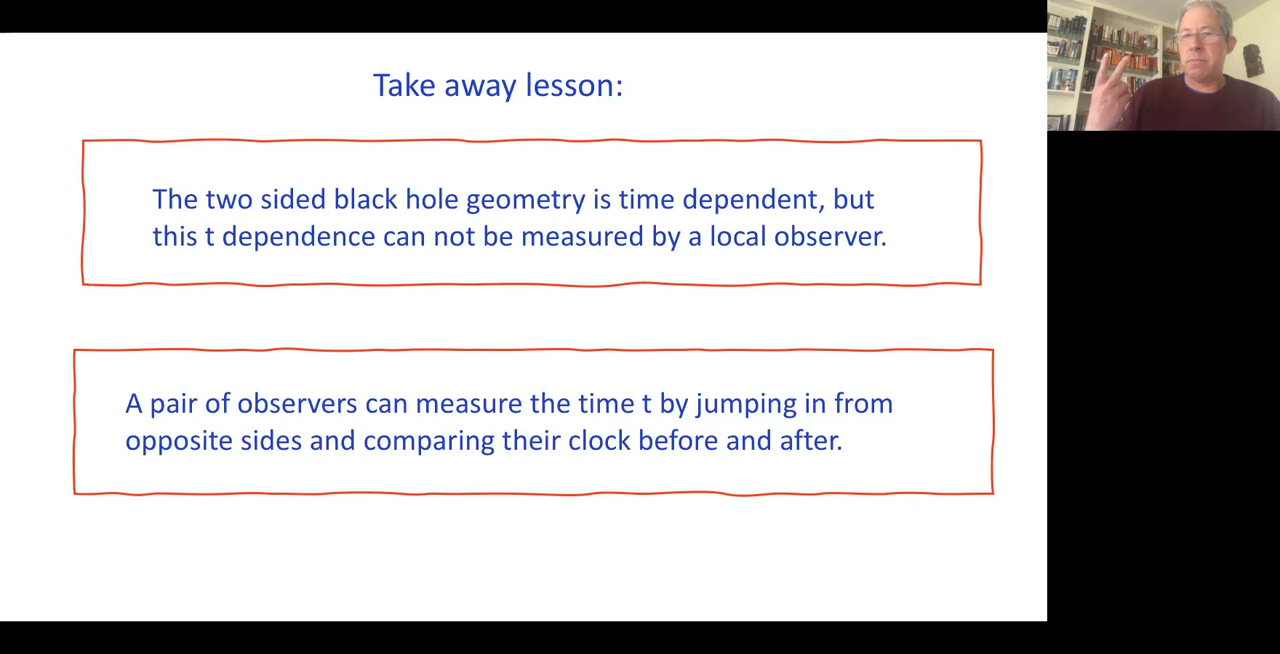 Take away lesson:
The two sided black hole geometry is time dependent, but
this t dependence can not be measured by a local observer.
A pair of observers can measure the time t by jumping in from
opposite sides and comparing their clock before and after.